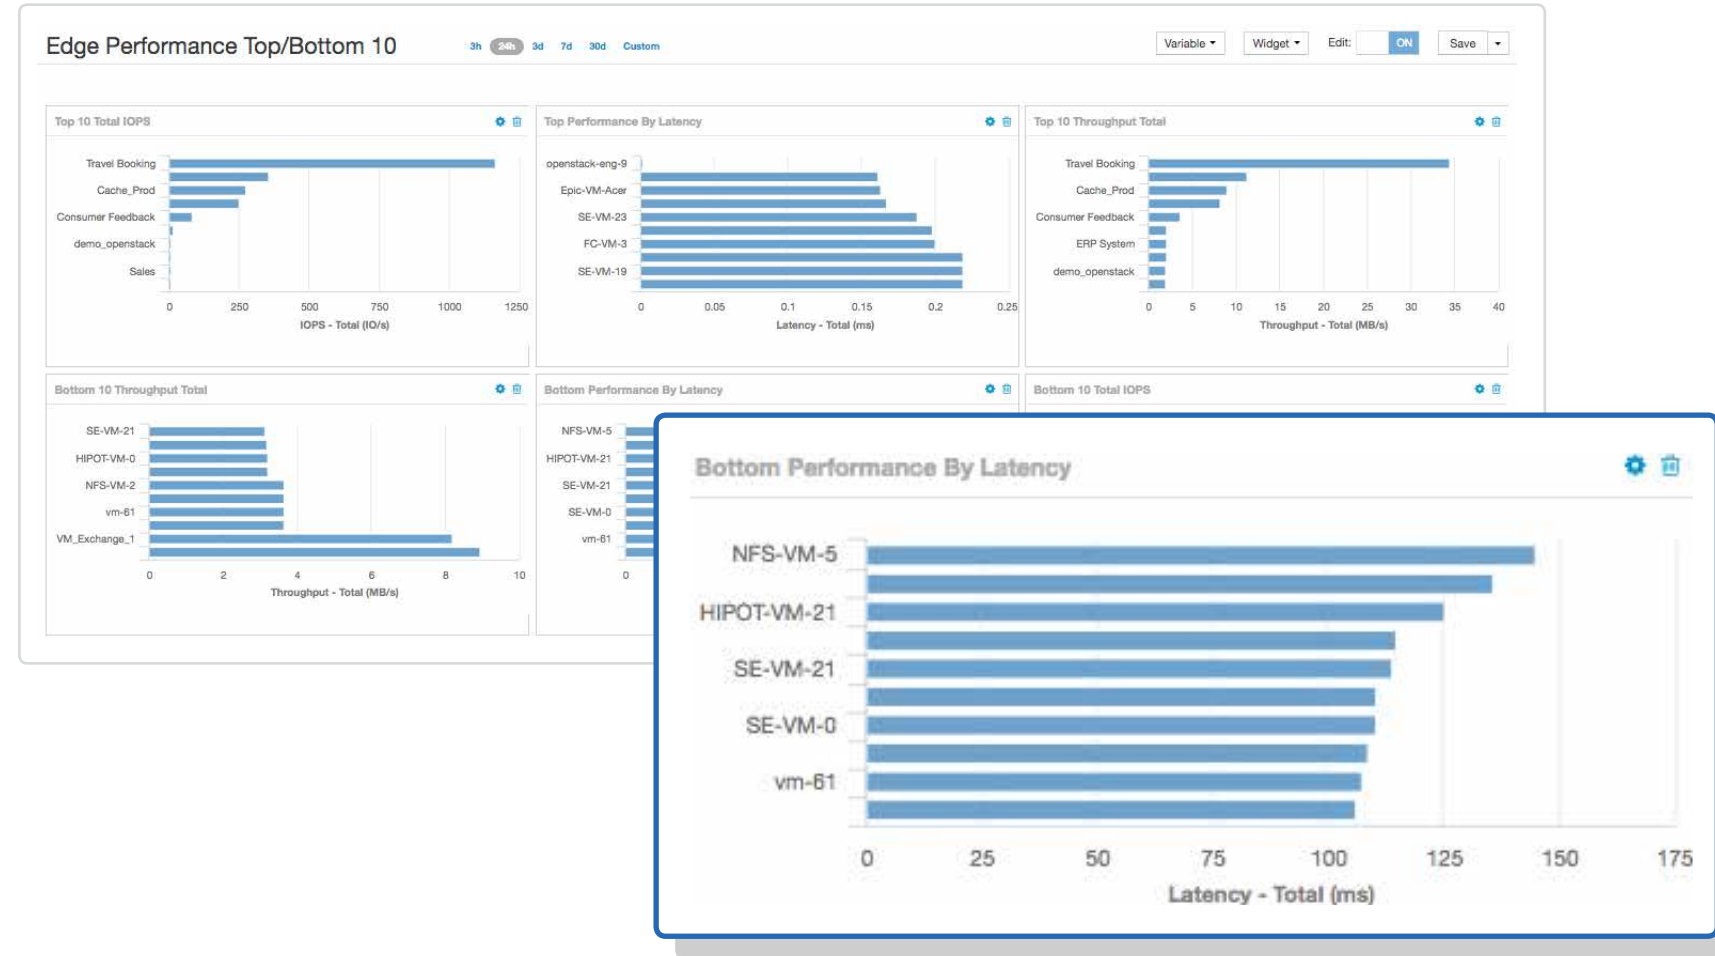 Edge Performance Top/Bottom 10
3h 24h 3d 7d 30d Custom
Variable Widget Edit: ON Save
Top 10 Total IOPS
Travel Booking
Cache_Prod
Consumer Feedback
demo_openstack
Sales
0 250 500 750 1000 1250
IOPS - Total (IO/s)
Top Performance By Latency
openstack-eng-9
Epic-VM-Acer
SE-VM-23
FC-VM-3
SE-VM-19
0 0.05 0.1 0.15 0.2 0.25
Latency - Total (ms)
Top 10 Throughput Total
Travel Booking
Cache_Prod
Consumer Feedback
ERP System
demo_openstack
0 5 10 15 20 25 30 35 40
Throughput - Total (MB/s)
Bottom 10 Throughput Total
SE-VM-21
HIPOT-VM-0
NFS-VM-2
vm-61
VM_Exchange_1
0 2 4 6 8 10
Throughput - Total (MB/s)
Bottom Performance By Latency
NFS-VM-5
HIPOT-VM-21
SE-VM-21
SE-VM-0
vm-61
0
Bottom 10 Total IOPS
Bottom Performance By Latency
NFS-VM-5
HIPOT-VM-21
SE-VM-21
SE-VM-0
vm-61
0 25 50 75 100 125 150 175
Latency - Total (ms)